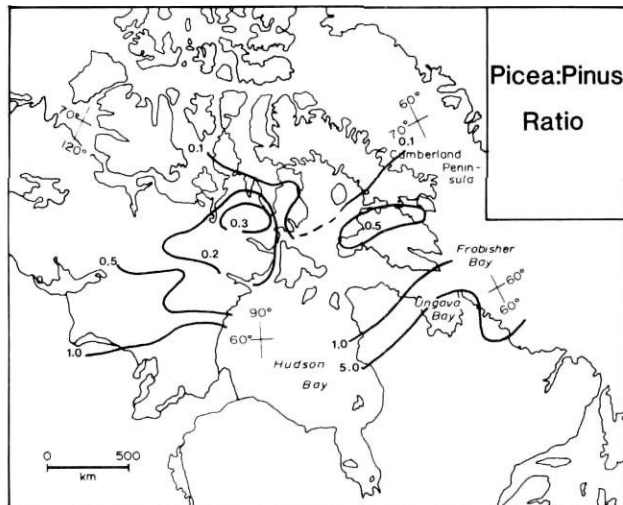 Picea:Pinus
Ratio
60°
70°
0.1
Cumberland
Penin-
sula
70°
120°
0.1
0.3
0.5
0.2
0.5
Frobisher
Bay
60°
60°
Ungava
Bay
90°
60°
1.0
1.0
5.0
Hudson
Bay
0 500
km